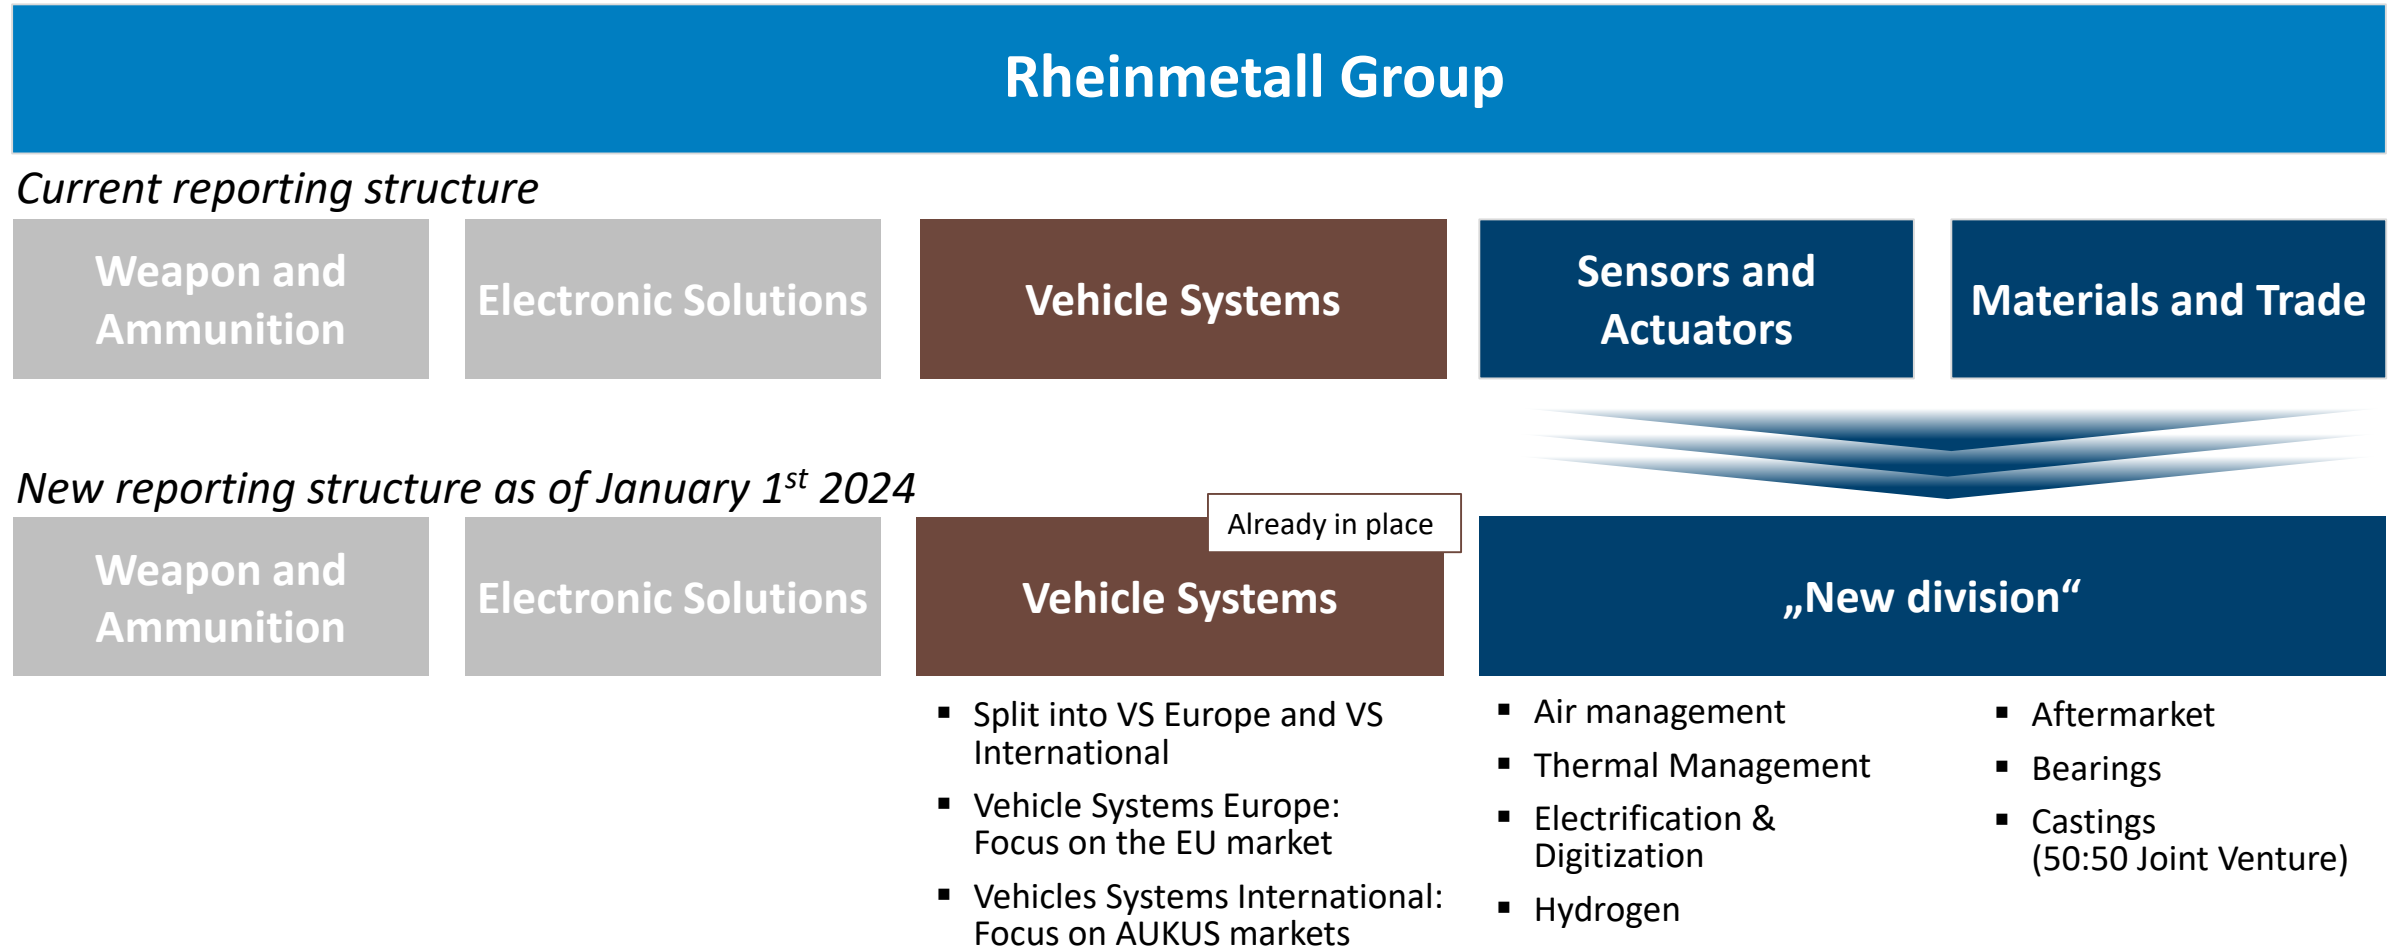 Rheinmetall Group
Current reporting structure
Weapon and
Ammunition
Electronic Solutions
Vehicle Systems
Sensors and
Actuators
Materials and Trade
New reporting structure as of January 1st 2024
Weapon and
Ammunition
Electronic Solutions
Already in place
Vehicle Systems
„New division“
▪ Split into VS Europe and VS
International
▪ Vehicle Systems Europe:
Focus on the EU market
▪ Vehicles Systems International:
Focus on AUKUS markets
▪ Air management
▪ Thermal Management
▪ Electrification &
Digitization
▪ Hydrogen
▪ Aftermarket
▪ Bearings
▪ Castings
(50:50 Joint Venture)